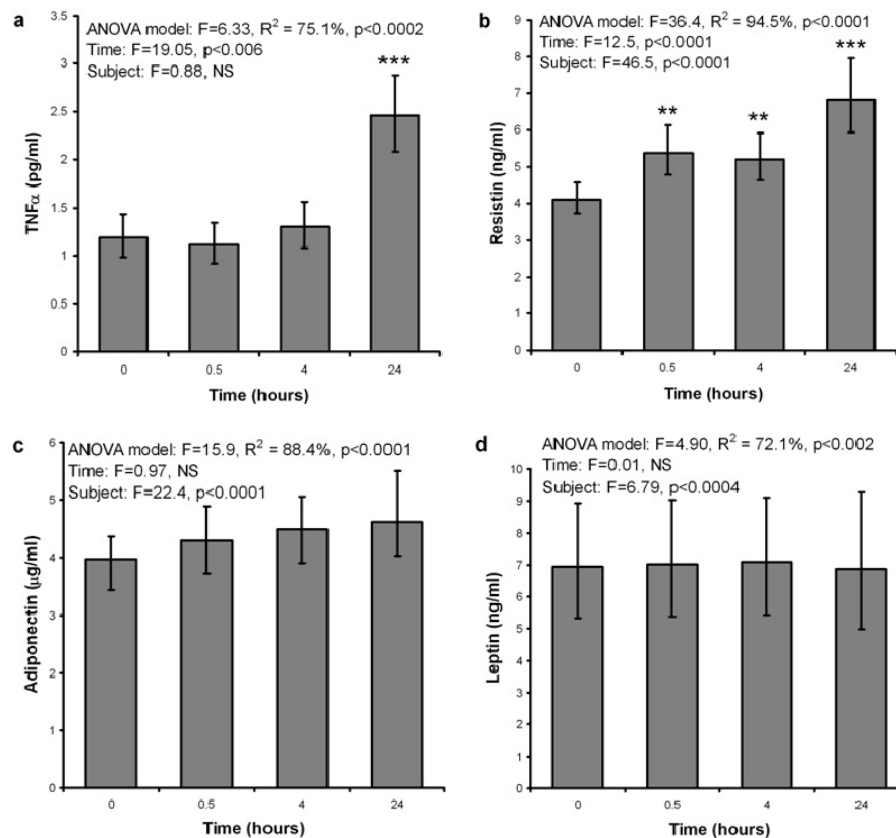 a
ANOVA model: F=6.33, R² = 75.1%, p<0.0002
Time: F=19.05, p<0.006
Subject: F=0.88, NS
***
TNFα (pg/ml)
3.5
3
2.5
2
1.5
1
0.5
0
0 0.5 4 24
Time (hours)
b
ANOVA model: F=36.4, R² = 94.5%, p<0.0001
Time: F=12.5, p<0.0001
Subject: F=46.5, p<0.0001
***
** **
Resistin (ng/ml)
10
9
8
7
6
5
4
3
2
1
0
0 0.5 4 24
Time (hours)
c
ANOVA model: F=15.9, R² = 88.4%, p<0.0001
Time: F=0.97, NS
Subject: F=22.4, p<0.0001
Adiponectin (μg/ml)
6
5
4
3
2
1
0
0 0.5 4 24
Time (hours)
d
ANOVA model: F=4.90, R² = 72.1%, p<0.002
Time: F=0.01, NS
Subject: F=6.79, p<0.0004
Leptin (ng/ml)
10
9
8
7
6
5
4
3
2
1
0
0 0.5 4 24
Time (hours)